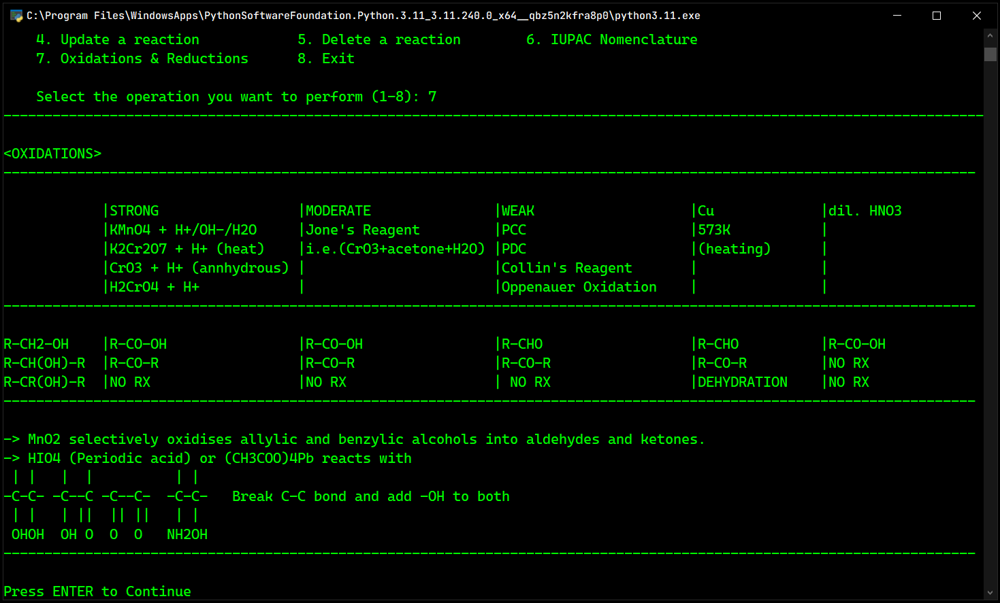 C:\Program Files\WindowsApps\PythonSoftwareFoundation.Python.3.11_3.11.240.0_x64__qbz5n2kfra8p0\python3.11.exe
    4. Update a reaction            5. Delete a reaction        6. IUPAC Nomenclature
    7. Oxidations & Reductions      8. Exit
    Select the operation you want to perform (1-8): 7
------------------------------------------------------------------------------------------------------------------------
<OXIDATIONS>
-----------------------------------------------------------------------------------------------------------------------
            |STRONG                 |MODERATE               |WEAK                   |Cu             |dil. HNO3
            |KMnO4 + H+/OH-/H2O     |Jone's Reagent         |PCC                    |573K           |
            |K2Cr2O7 + H+ (heat)    |i.e.(CrO3+acetone+H2O) |PDC                    |(heating)      |
            |CrO3 + H+ (annhydrous) |                       |Collin's Reagent       |               |
            |H2CrO4 + H+            |                       |Oppenauer Oxidation    |               |
-----------------------------------------------------------------------------------------------------------------------
R-CH2-OH    |R-CO-OH                |R-CO-OH                |R-CHO                  |R-CHO          |R-CO-OH
R-CH(OH)-R  |R-CO-R                 |R-CO-R                 |R-CO-R                 |R-CO-R         |NO RX
R-CR(OH)-R  |NO RX                  |NO RX                  | NO RX                 |DEHYDRATION    |NO RX
-----------------------------------------------------------------------------------------------------------------------
-> MnO2 selectively oxidises allylic and benzylic alcohols into aldehydes and ketones.
-> HIO4 (Periodic acid) or (CH3COO)4Pb reacts with
 | |   |  |          | |
-C-C- -C--C -C--C-  -C-C-   Break C-C bond and add -OH to both
 | |   | ||  || ||   | |
 OHOH  OH O  O  O   NH2OH
-----------------------------------------------------------------------------------------------------------------------
Press ENTER to Continue